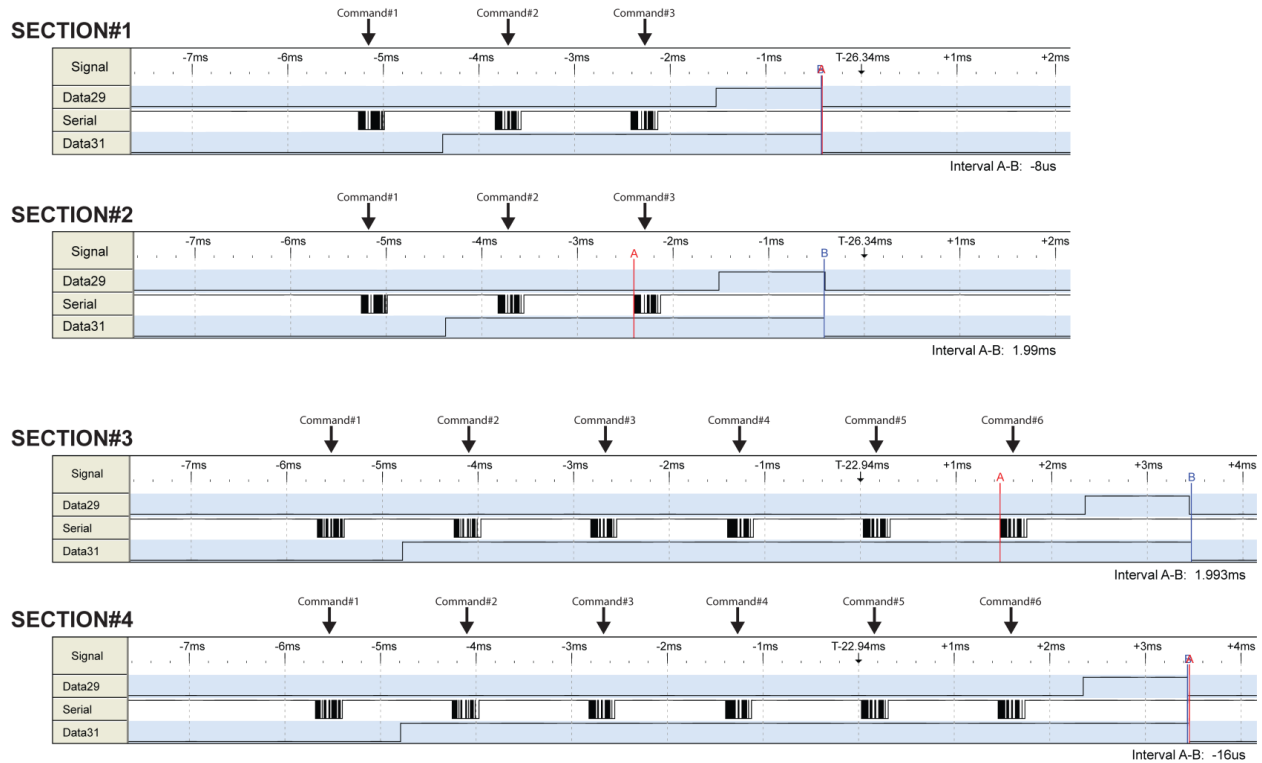 Command#1 Command#2 Command#3
SECTION#1
Signal -7ms -6ms -5ms -4ms -3ms -2ms -1ms T-26.34ms +1ms +2ms
B A
Data29
Serial
Data31
Interval A-B: -8us
Command#1 Command#2 Command#3
SECTION#2
Signal -7ms -6ms -5ms -4ms -3ms -2ms -1ms T-26.34ms +1ms +2ms
A B
Data29
Serial
Data31
Interval A-B: 1.99ms
Command#1 Command#2 Command#3 Command#4 Command#5 Command#6
SECTION#3
Signal -7ms -6ms -5ms -4ms -3ms -2ms -1ms T-22.94ms +1ms +2ms +3ms +4ms
A B
Data29
Serial
Data31
Interval A-B: 1.993ms
Command#1 Command#2 Command#3 Command#4 Command#5 Command#6
SECTION#4
Signal -7ms -6ms -5ms -4ms -3ms -2ms -1ms T-22.94ms +1ms +2ms +3ms +4ms
B A
Data29
Serial
Data31
Interval A-B: -16us